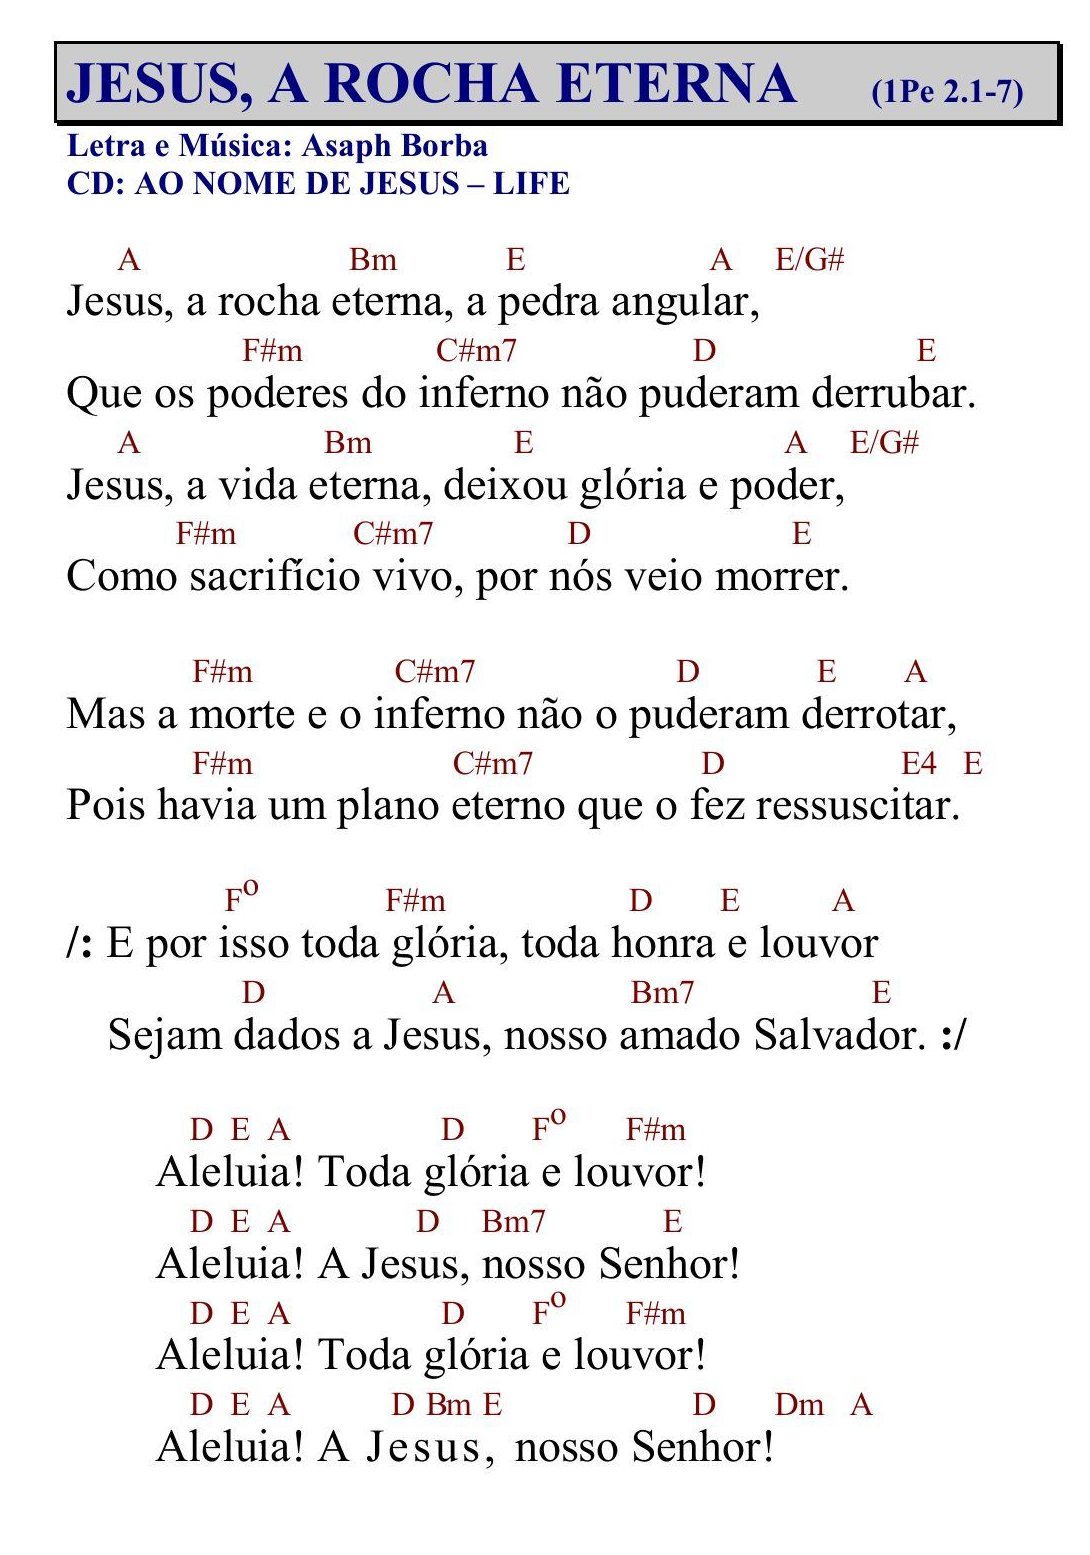 JESUS, A ROCHA ETERNA (1Pe 2.1-7)
Letra e Música: Asaph Borba
CD: AO NOME DE JESUS – LIFE
A Bm E A E/G#
Jesus, a rocha eterna, a pedra angular,
F#m C#m7 D E
Que os poderes do inferno não puderam derrubar.
A Bm E A E/G#
Jesus, a vida eterna, deixou glória e poder,
F#m C#m7 D E
Como sacrifício vivo, por nós veio morrer.
F#m C#m7 D E A
Mas a morte e o inferno não o puderam derrotar,
F#m C#m7 D E4 E
Pois havia um plano eterno que o fez ressuscitar.
Fº F#m D E A
/: E por isso toda glória, toda honra e louvor
D A Bm7 E
Sejam dados a Jesus, nosso amado Salvador. :/
D E A D Fº F#m
Aleluia! Toda glória e louvor!
D E A D Bm7 E
Aleluia! A Jesus, nosso Senhor!
D E A D Fº F#m
Aleluia! Toda glória e louvor!
D E A D Bm E D Dm A
Aleluia! A Jesus, nosso Senhor!